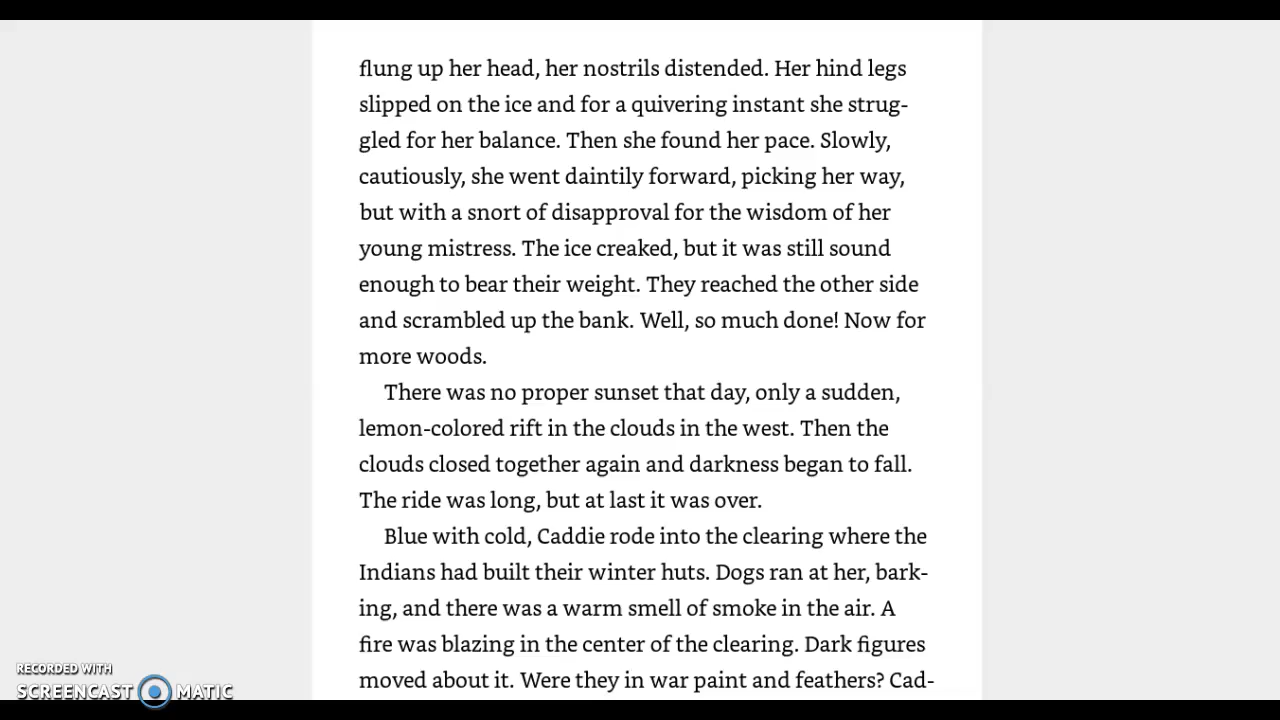 flung up her head, her nostrils distended. Her hind legs
slipped on the ice and for a quivering instant she strug-
gled for her balance. Then she found her pace. Slowly,
cautiously, she went daintily forward, picking her way,
but with a snort of disapproval for the wisdom of her
young mistress. The ice creaked, but it was still sound
enough to bear their weight. They reached the other side
and scrambled up the bank. Well, so much done! Now for
more woods.
There was no proper sunset that day, only a sudden,
lemon-colored rift in the clouds in the west. Then the
clouds closed together again and darkness began to fall.
The ride was long, but at last it was over.
Blue with cold, Caddie rode into the clearing where the
Indians had built their winter huts. Dogs ran at her, bark-
ing, and there was a warm smell of smoke in the air. A
fire was blazing in the center of the clearing. Dark figures
moved about it. Were they in war paint and feathers? Cad-
RECORDED WITH
SCREENCAST MATIC